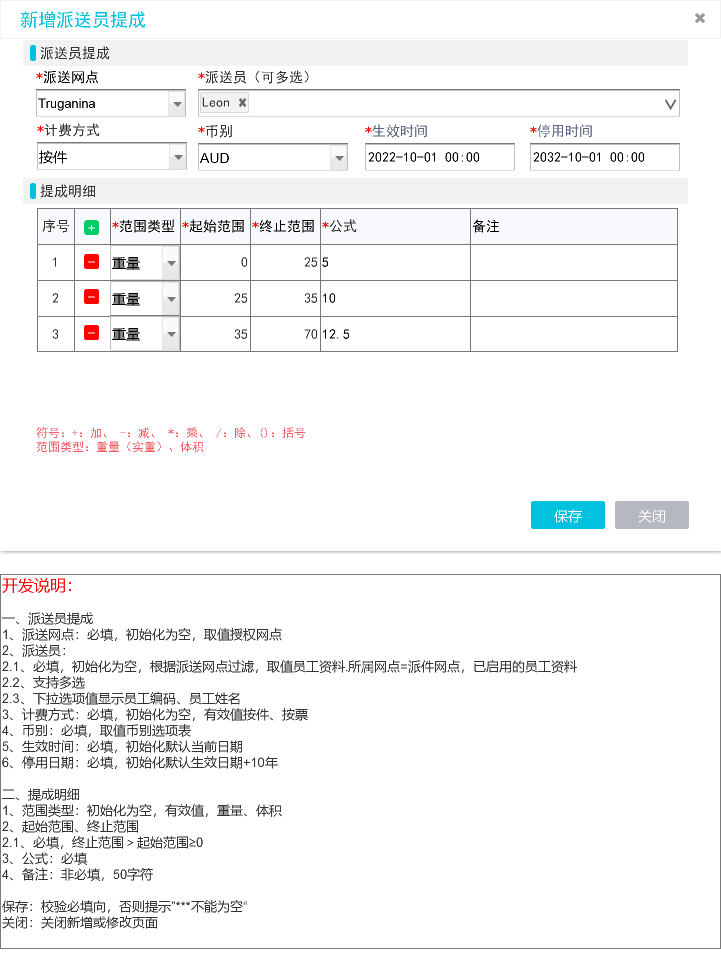 新增派送员提成
派送员提成
*派送网点 *派送员（可多选）
Truganina Leon
*计费方式 *币别 *生效时间 *停用时间
按件 AUD 2022-10-01 00:00 2032-10-01 00:00
提成明细
序号 *范围类型 *起始范围 *终止范围 *公式 备注
1 重量 0 25 5
2 重量 25 35 10
3 重量 35 70 12.5
符号：+：加、 -：减、 *：乘、 /：除、()：括号
范围类型：重量（实重）、体积
保存 关闭
开发说明：
一、派送员提成
1、派送网点：必填，初始化为空，取值授权网点
2、派送员：
2.1、必填，初始化为空，根据派送网点过滤，取值员工资料.所属网点=派件网点，已启用的员工资料
2.2、支持多选
2.3、下拉选项值显示员工编码、员工姓名
3、计费方式：必填，初始化为空，有效值按件、按票
4、币别：必填，取值币别选项表
5、生效时间：必填，初始化默认当前日期
6、停用日期：必填，初始化默认生效日期+10年
二、提成明细
1、范围类型：初始化为空，有效值，重量、体积
2、起始范围、终止范围
2.1、必填，终止范围＞起始范围≥0
3、公式：必填
4、备注：非必填，50字符
保存：校验必填向，否则提示”***不能为空“
关闭：关闭新增或修改页面